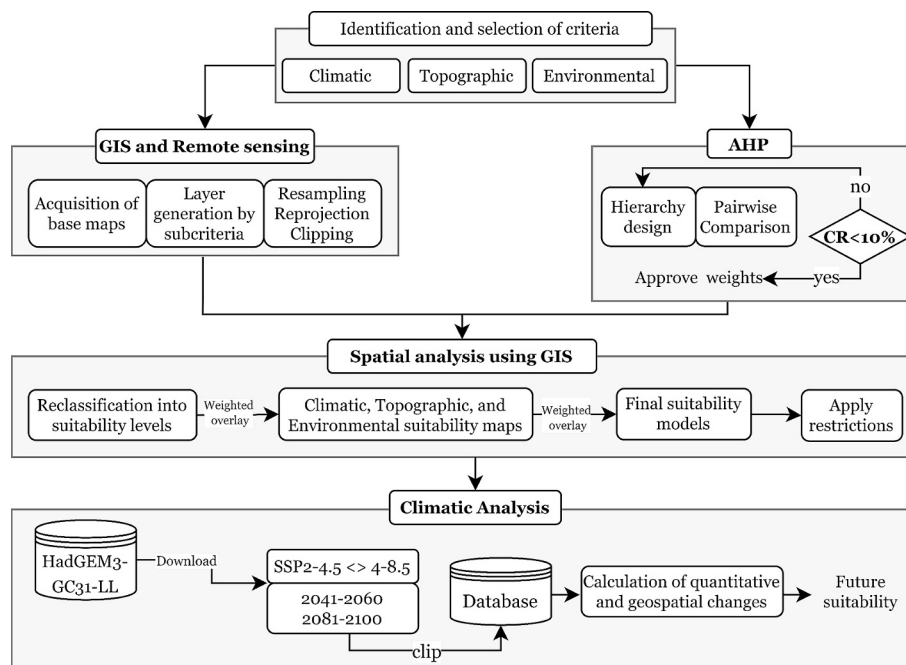 Identification and selection of criteria
Climatic
Topographic
Environmental
GIS and Remote sensing
Acquisition of
base maps
Layer
generation by
subcriteria
Resampling
Reprojection
Clipping
AHP
no
Hierarchy
design
Pairwise
Comparison
CR<10%
Approve weights
yes
Spatial analysis using GIS
Reclassification into
suitability levels
Weighted
overlay
Climatic, Topographic, and
Environmental suitability maps
Weighted
overlay
Final suitability
models
Apply
restrictions
Climatic Analysis
HadGEM3-
GC31-LL
Download
SSP2-4.5 <> 4-8.5
2041-2060
2081-2100
clip
Database
Calculation of quantitative
and geospatial changes
Future
suitability